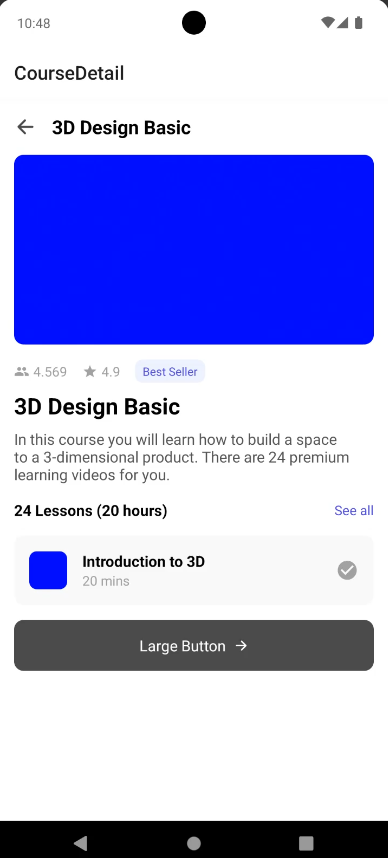 10:48
CourseDetail
3D Design Basic
4.569
4.9
Best Seller
3D Design Basic
In this course you will learn how to build a space
to a 3-dimensional product. There are 24 premium
learning videos for you.
24 Lessons (20 hours)
See all
Introduction to 3D
20 mins
Large Button